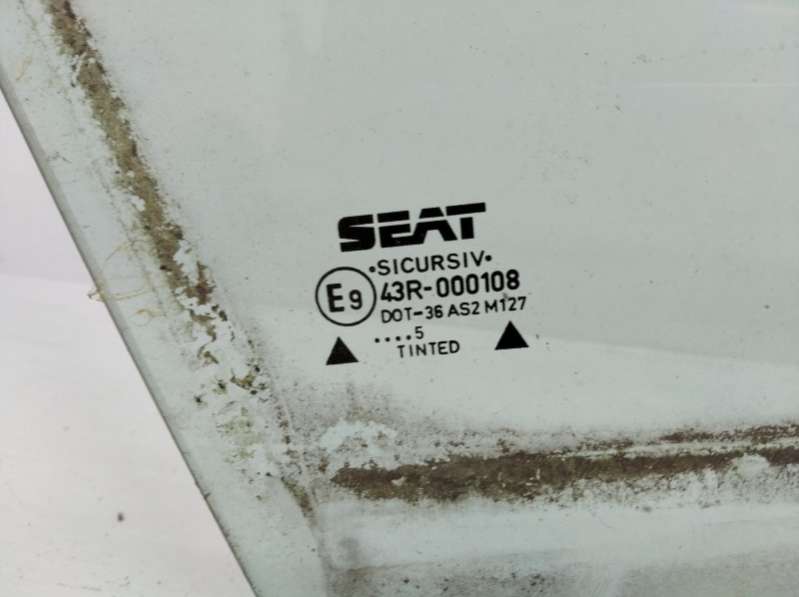 SEAT
•SICURSIV•
E9 43R-000108
DOT-36 AS2 M127
....5
TINTED